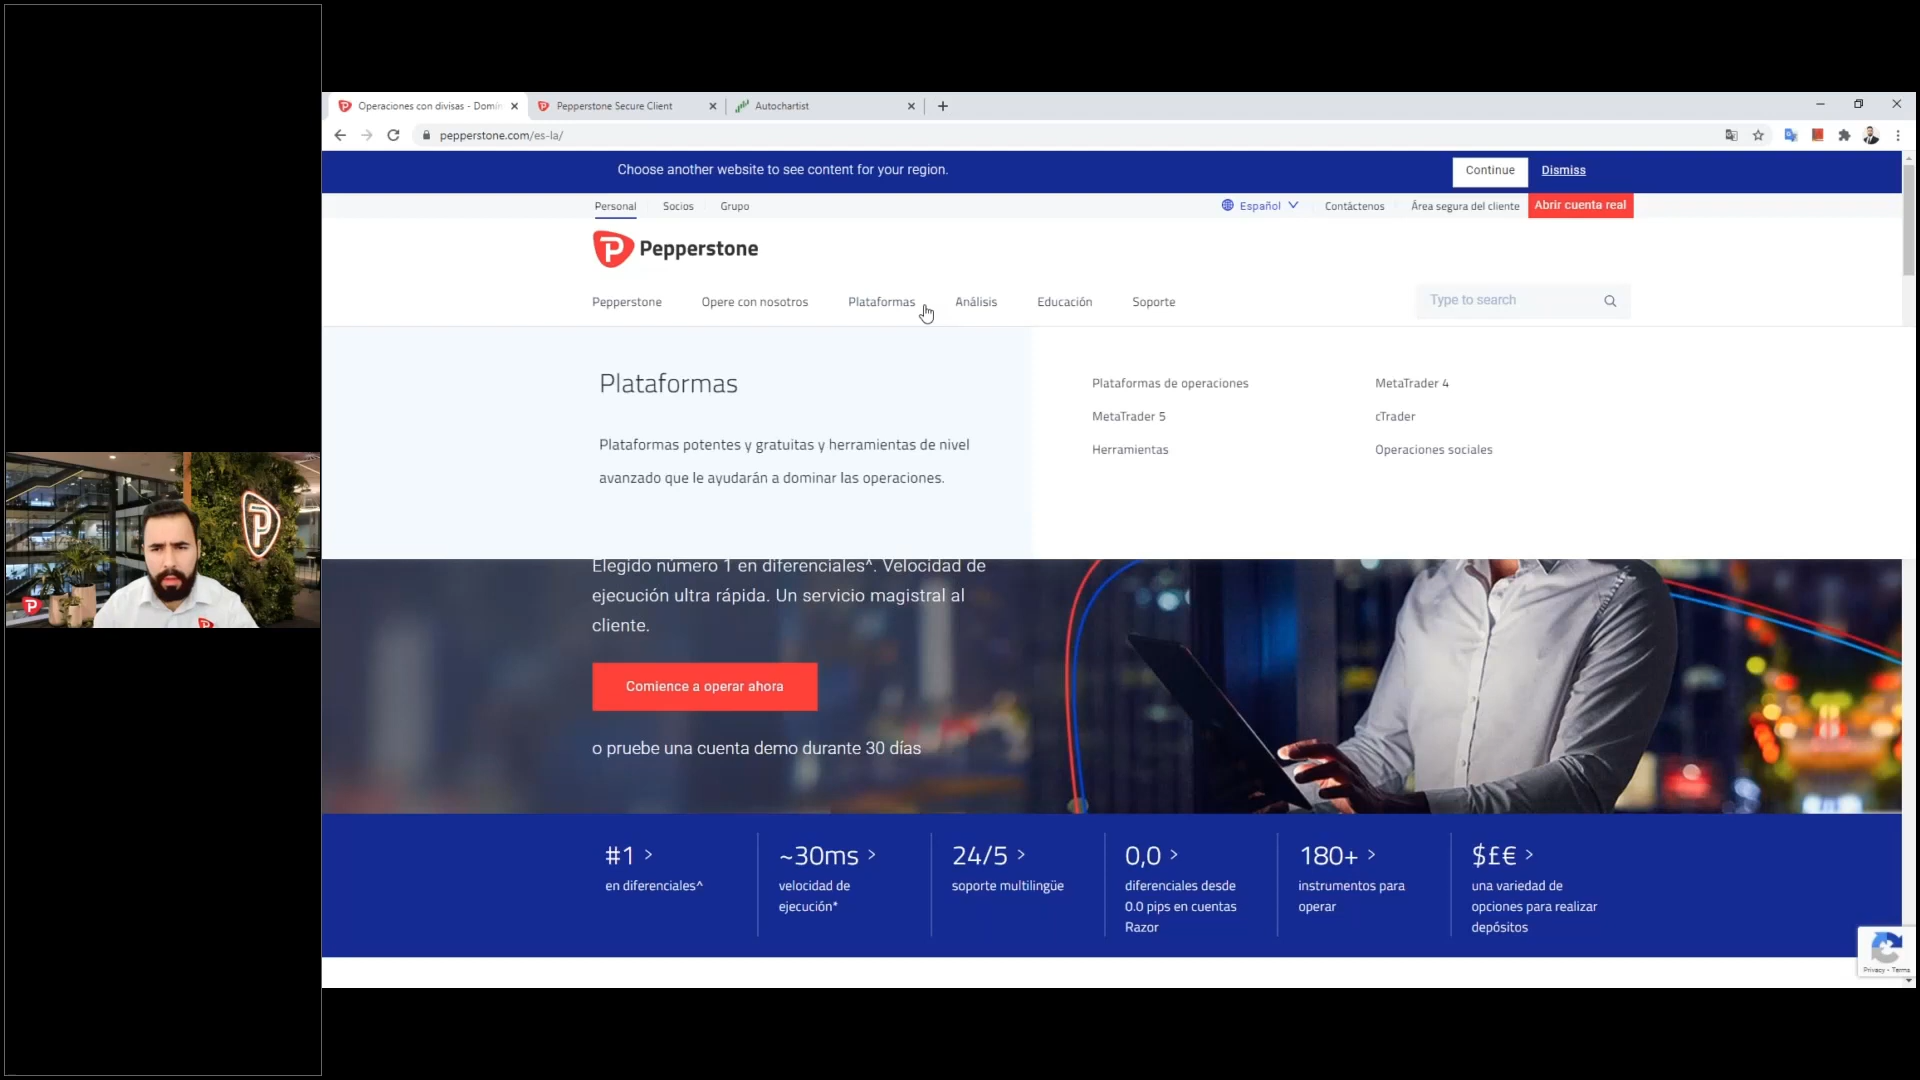 Operaciones con divisas - Domin
Pepperstone Secure Client
Autochartist
pepperstone.com/es-la/
Choose another website to see content for your region.
Continue
Dismiss
Personal
Socios
Grupo
Español
Contáctenos
Área segura del cliente
Abrir cuenta real
Pepperstone
Pepperstone
Opere con nosotros
Plataformas
Análisis
Educación
Soporte
Type to search
Plataformas
Plataformas potentes y gratuitas y herramientas de nivel
avanzado que le ayudarán a dominar las operaciones.
Plataformas de operaciones
MetaTrader 4
MetaTrader 5
cTrader
Herramientas
Operaciones sociales
Elegido número 1 en diferenciales^. Velocidad de
ejecución ultra rápida. Un servicio magistral al
cliente.
Comience a operar ahora
o pruebe una cuenta demo durante 30 días
#1 >
en diferenciales^
~30ms >
velocidad de
ejecución*
24/5 >
soporte multilingüe
0,0 >
diferenciales desde
0.0 pips en cuentas
Razor
180+ >
instrumentos para
operar
$£€ >
una variedad de
opciones para realizar
depósitos
Privacy - Terms